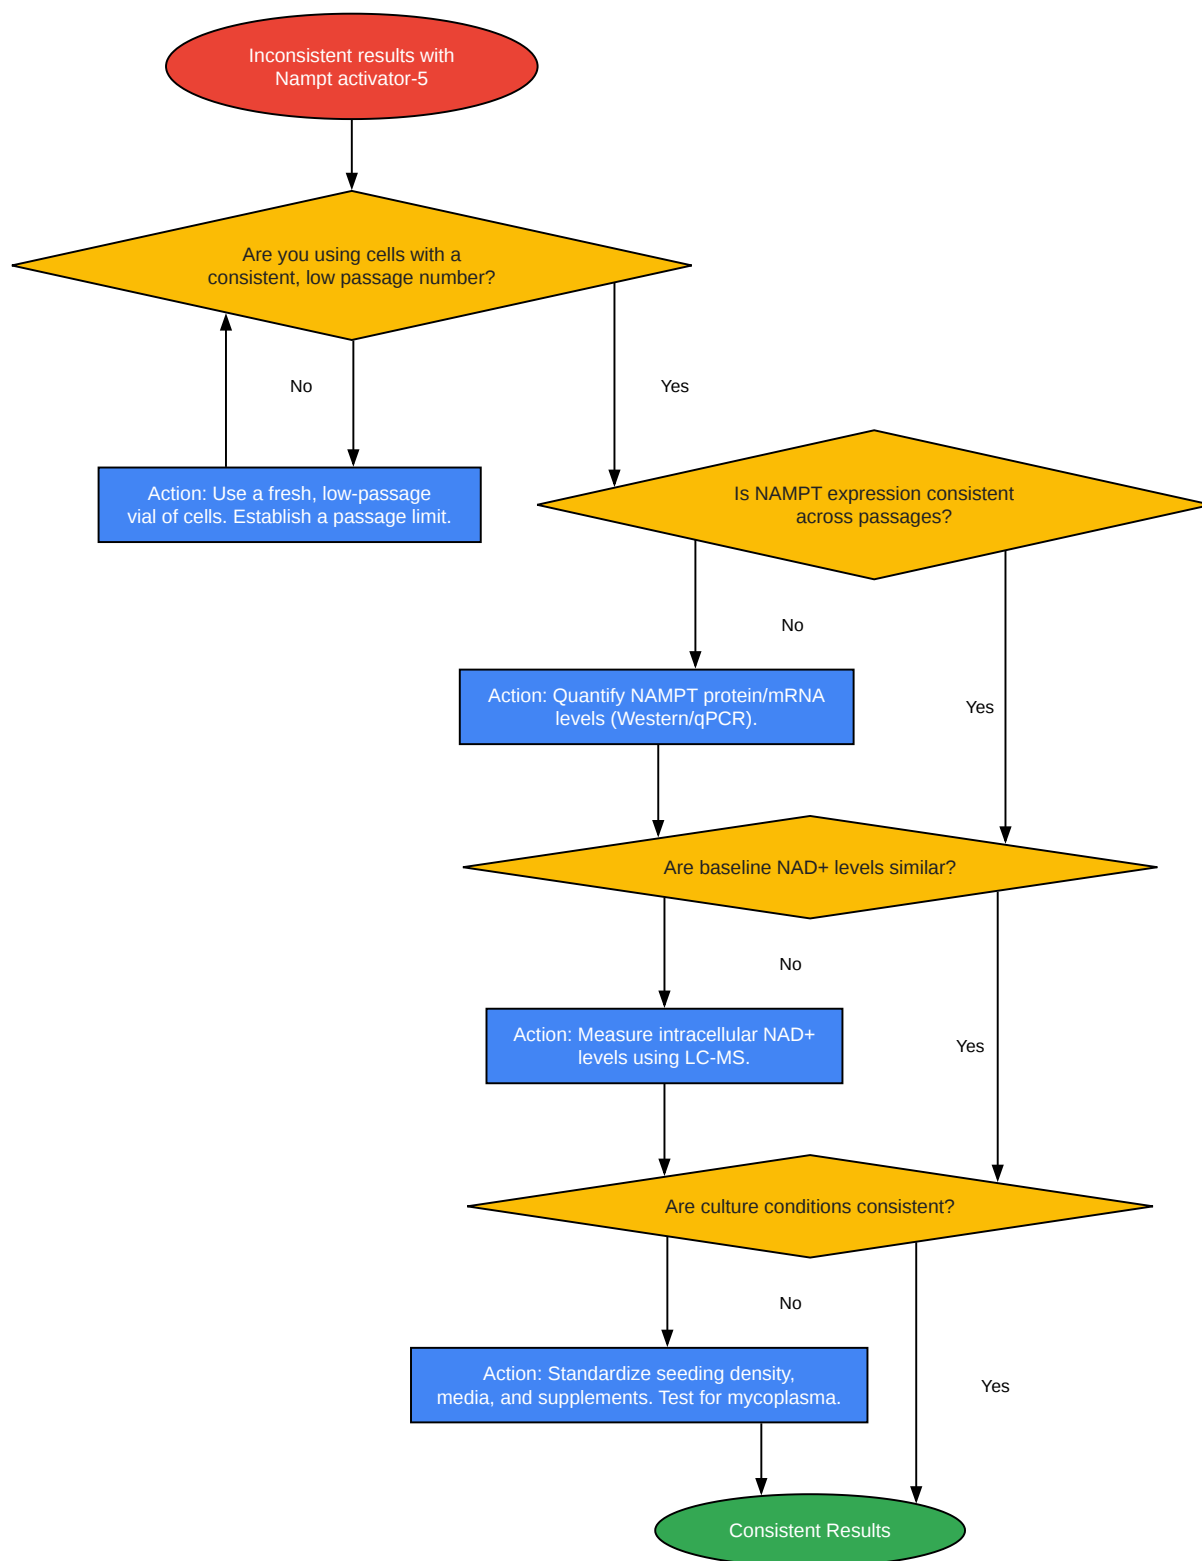 Inconsistent results with
Nampt activator-5
Are you using cells with a
consistent, low passage number?
No
Yes
Action: Use a fresh, low-passage
vial of cells. Establish a passage limit.
Is NAMPT expression consistent
across passages?
No
Action: Quantify NAMPT protein/mRNA
levels (Western/qPCR).
Yes
Are baseline NAD+ levels similar?
No
Action: Measure intracellular NAD+
levels using LC-MS.
Yes
Are culture conditions consistent?
No
Action: Standardize seeding density,
media, and supplements. Test for mycoplasma.
Yes
Consistent Results